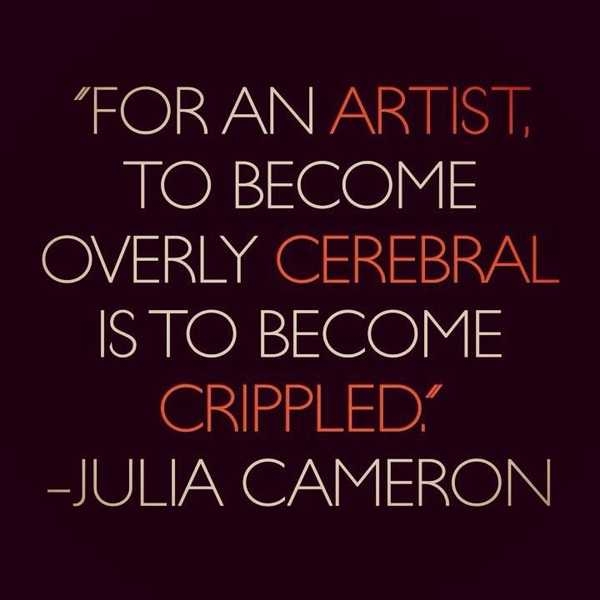 "FOR AN ARTIST,
TO BECOME
OVERLY CEREBRAL
IS TO BECOME
CRIPPLED."
-JULIA CAMERON